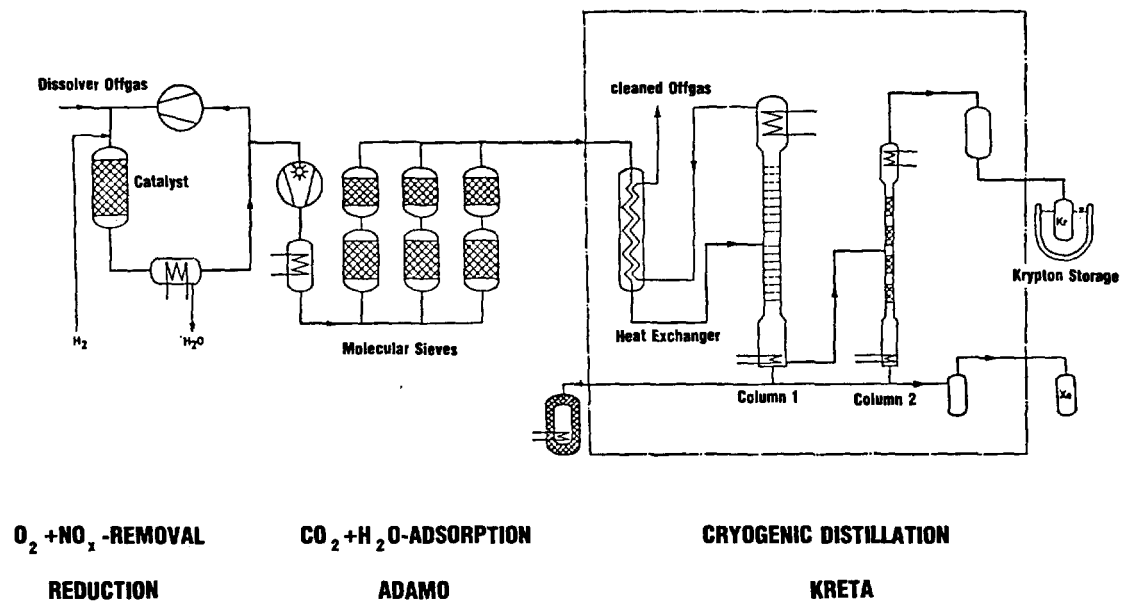 Dissolver Offgas
cleaned Offgas
Catalyst
Kr
Krypton Storage
H2
H2O
Molecular Sieves
Heat Exchanger
Column 1
Column 2
Xe
O2 +NOx -REMOVAL
CO2+H2O-ADSORPTION
CRYOGENIC DISTILLATION
REDUCTION
ADAMO
KRETA